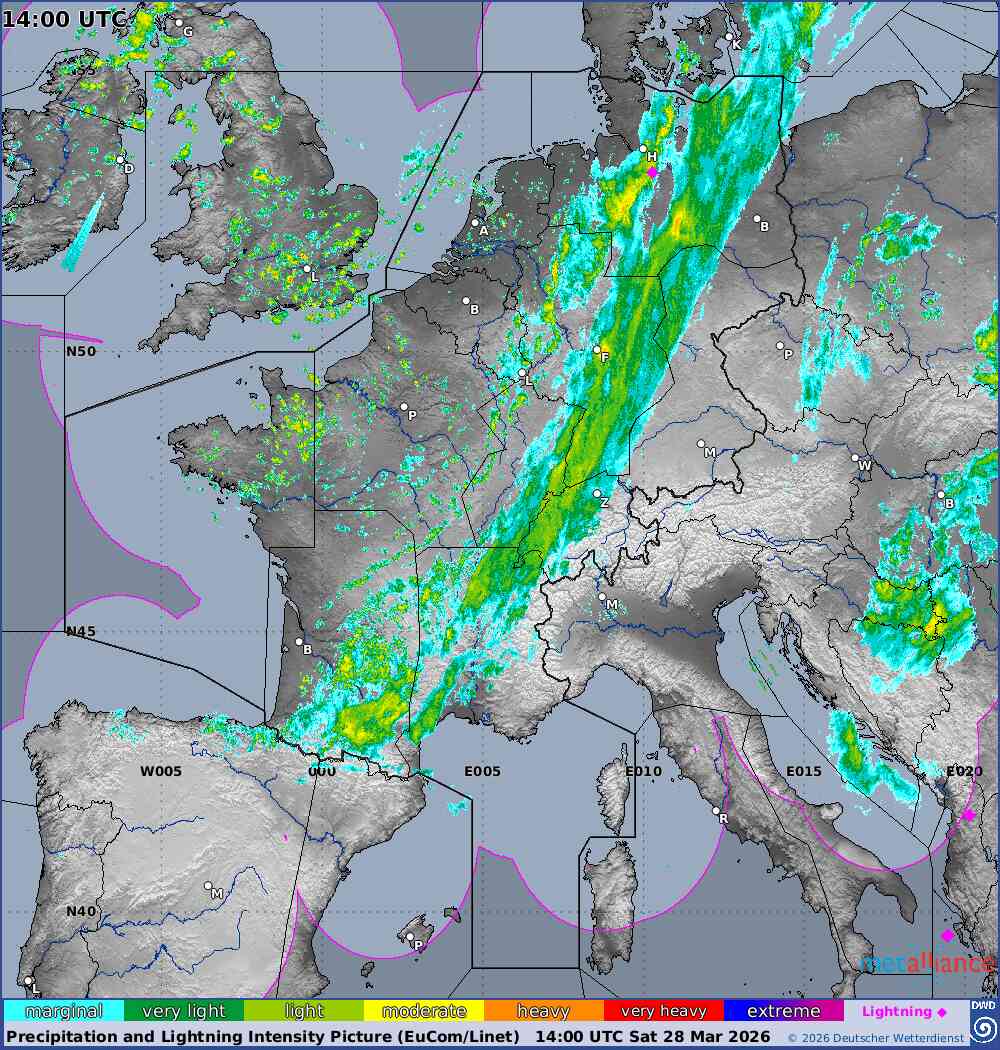 14:00 UTC
G
K
N55
H
D
A
B
L
B
N50
P
F
P
L
M
W
Z
B
M
N45
B
W005
000
E005
E010
E015
E020
R
M
N40
P
L
metalliance
marginal very light light moderate heavy very heavy extreme Lightning DWD
Precipitation and Lightning Intensity Picture (EuCom/Linet) 14:00 UTC Sat 28 Mar 2026 © 2026 Deutscher Wetterdienst